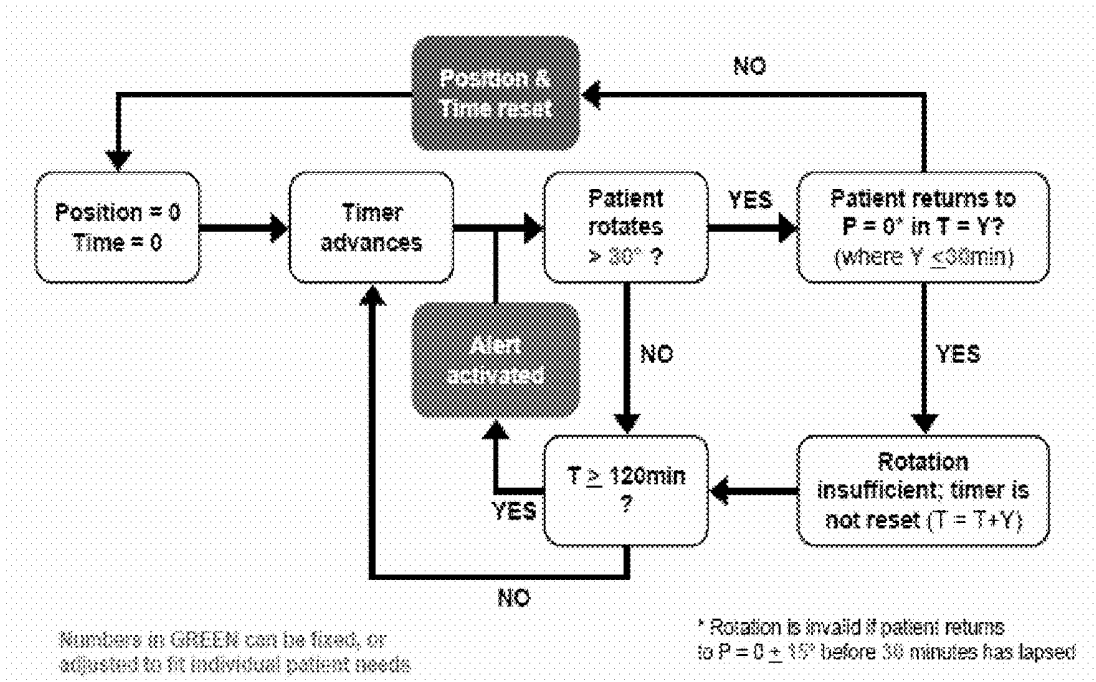 Position &
Time reset
NO
Position = 0
Time = 0
Timer
advances
Patient
rotates
> 30° ?
YES
Patient returns to
P = 0* in T = Y?
(where Y ≤30min)
Alert
activated
NO
YES
T ≥ 120min
?
YES
Rotation
insufficient; timer is
not reset (T = T+Y)
NO
Numbers in GREEN can be fixed, or
adjusted to fit individual patient needs
* Rotation is invalid if patient returns
to P = 0 ± 15° before 30 minutes has lapsed